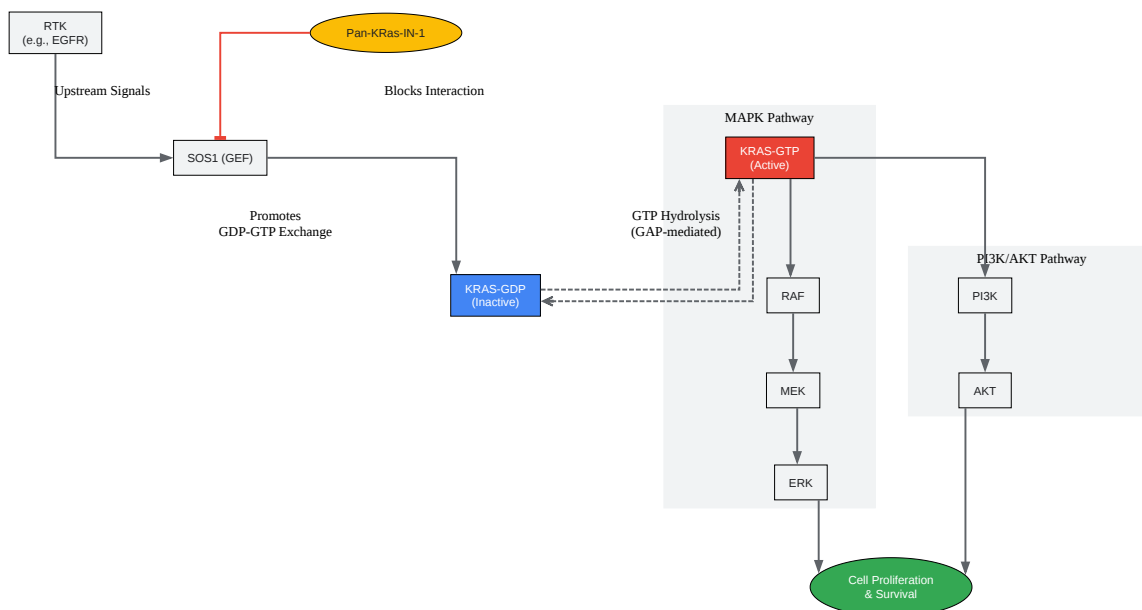 RTK
(e.g., EGFR)
Pan-KRas-IN-1
Upstream Signals
Blocks Interaction
MAPK Pathway
SOS1 (GEF)
KRAS-GTP
(Active)
Promotes
GDP-GTP Exchange
GTP Hydrolysis
(GAP-mediated)
PI3K/AKT Pathway
KRAS-GDP
(Inactive)
RAF
PI3K
MEK
AKT
ERK
Cell Proliferation
& Survival